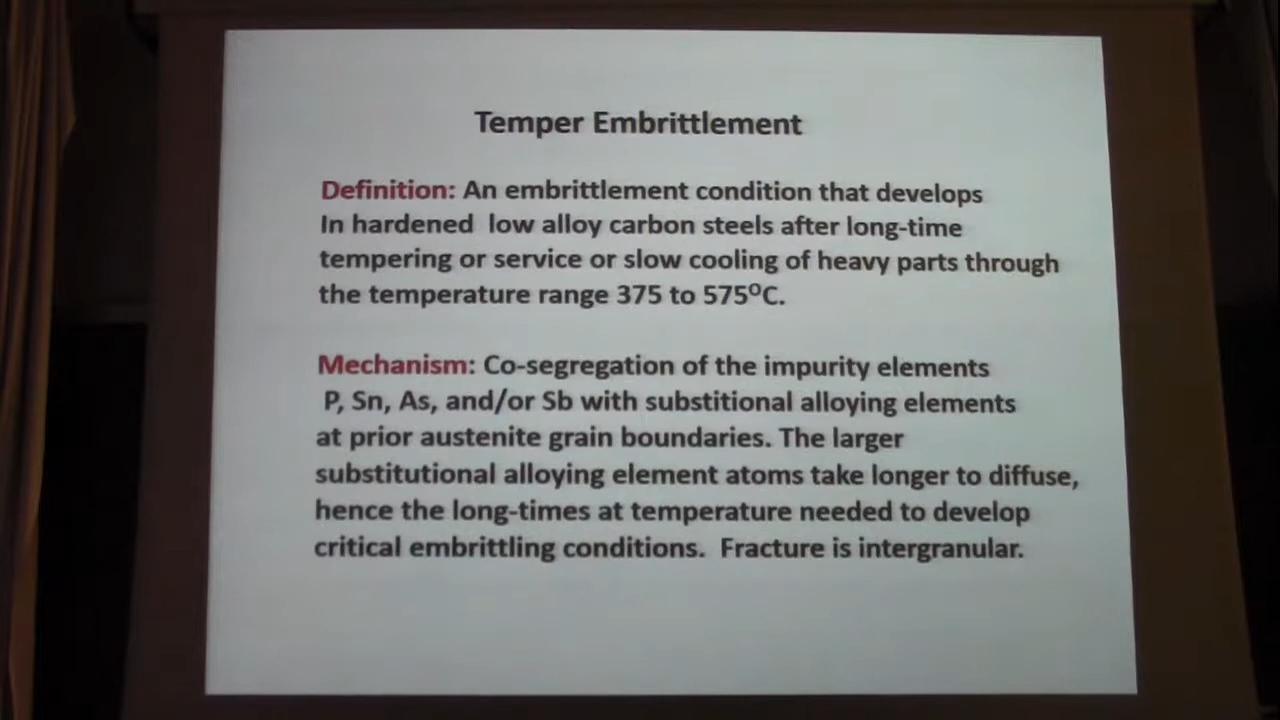 Temper Embrittlement
Definition: An embrittlement condition that develops
In hardened low alloy carbon steels after long-time
tempering or service or slow cooling of heavy parts through
the temperature range 375 to 575⁰C.
Mechanism: Co-segregation of the impurity elements
P, Sn, As, and/or Sb with substitional alloying elements
at prior austenite grain boundaries. The larger
substitutional alloying element atoms take longer to diffuse,
hence the long-times at temperature needed to develop
critical embrittling conditions. Fracture is intergranular.